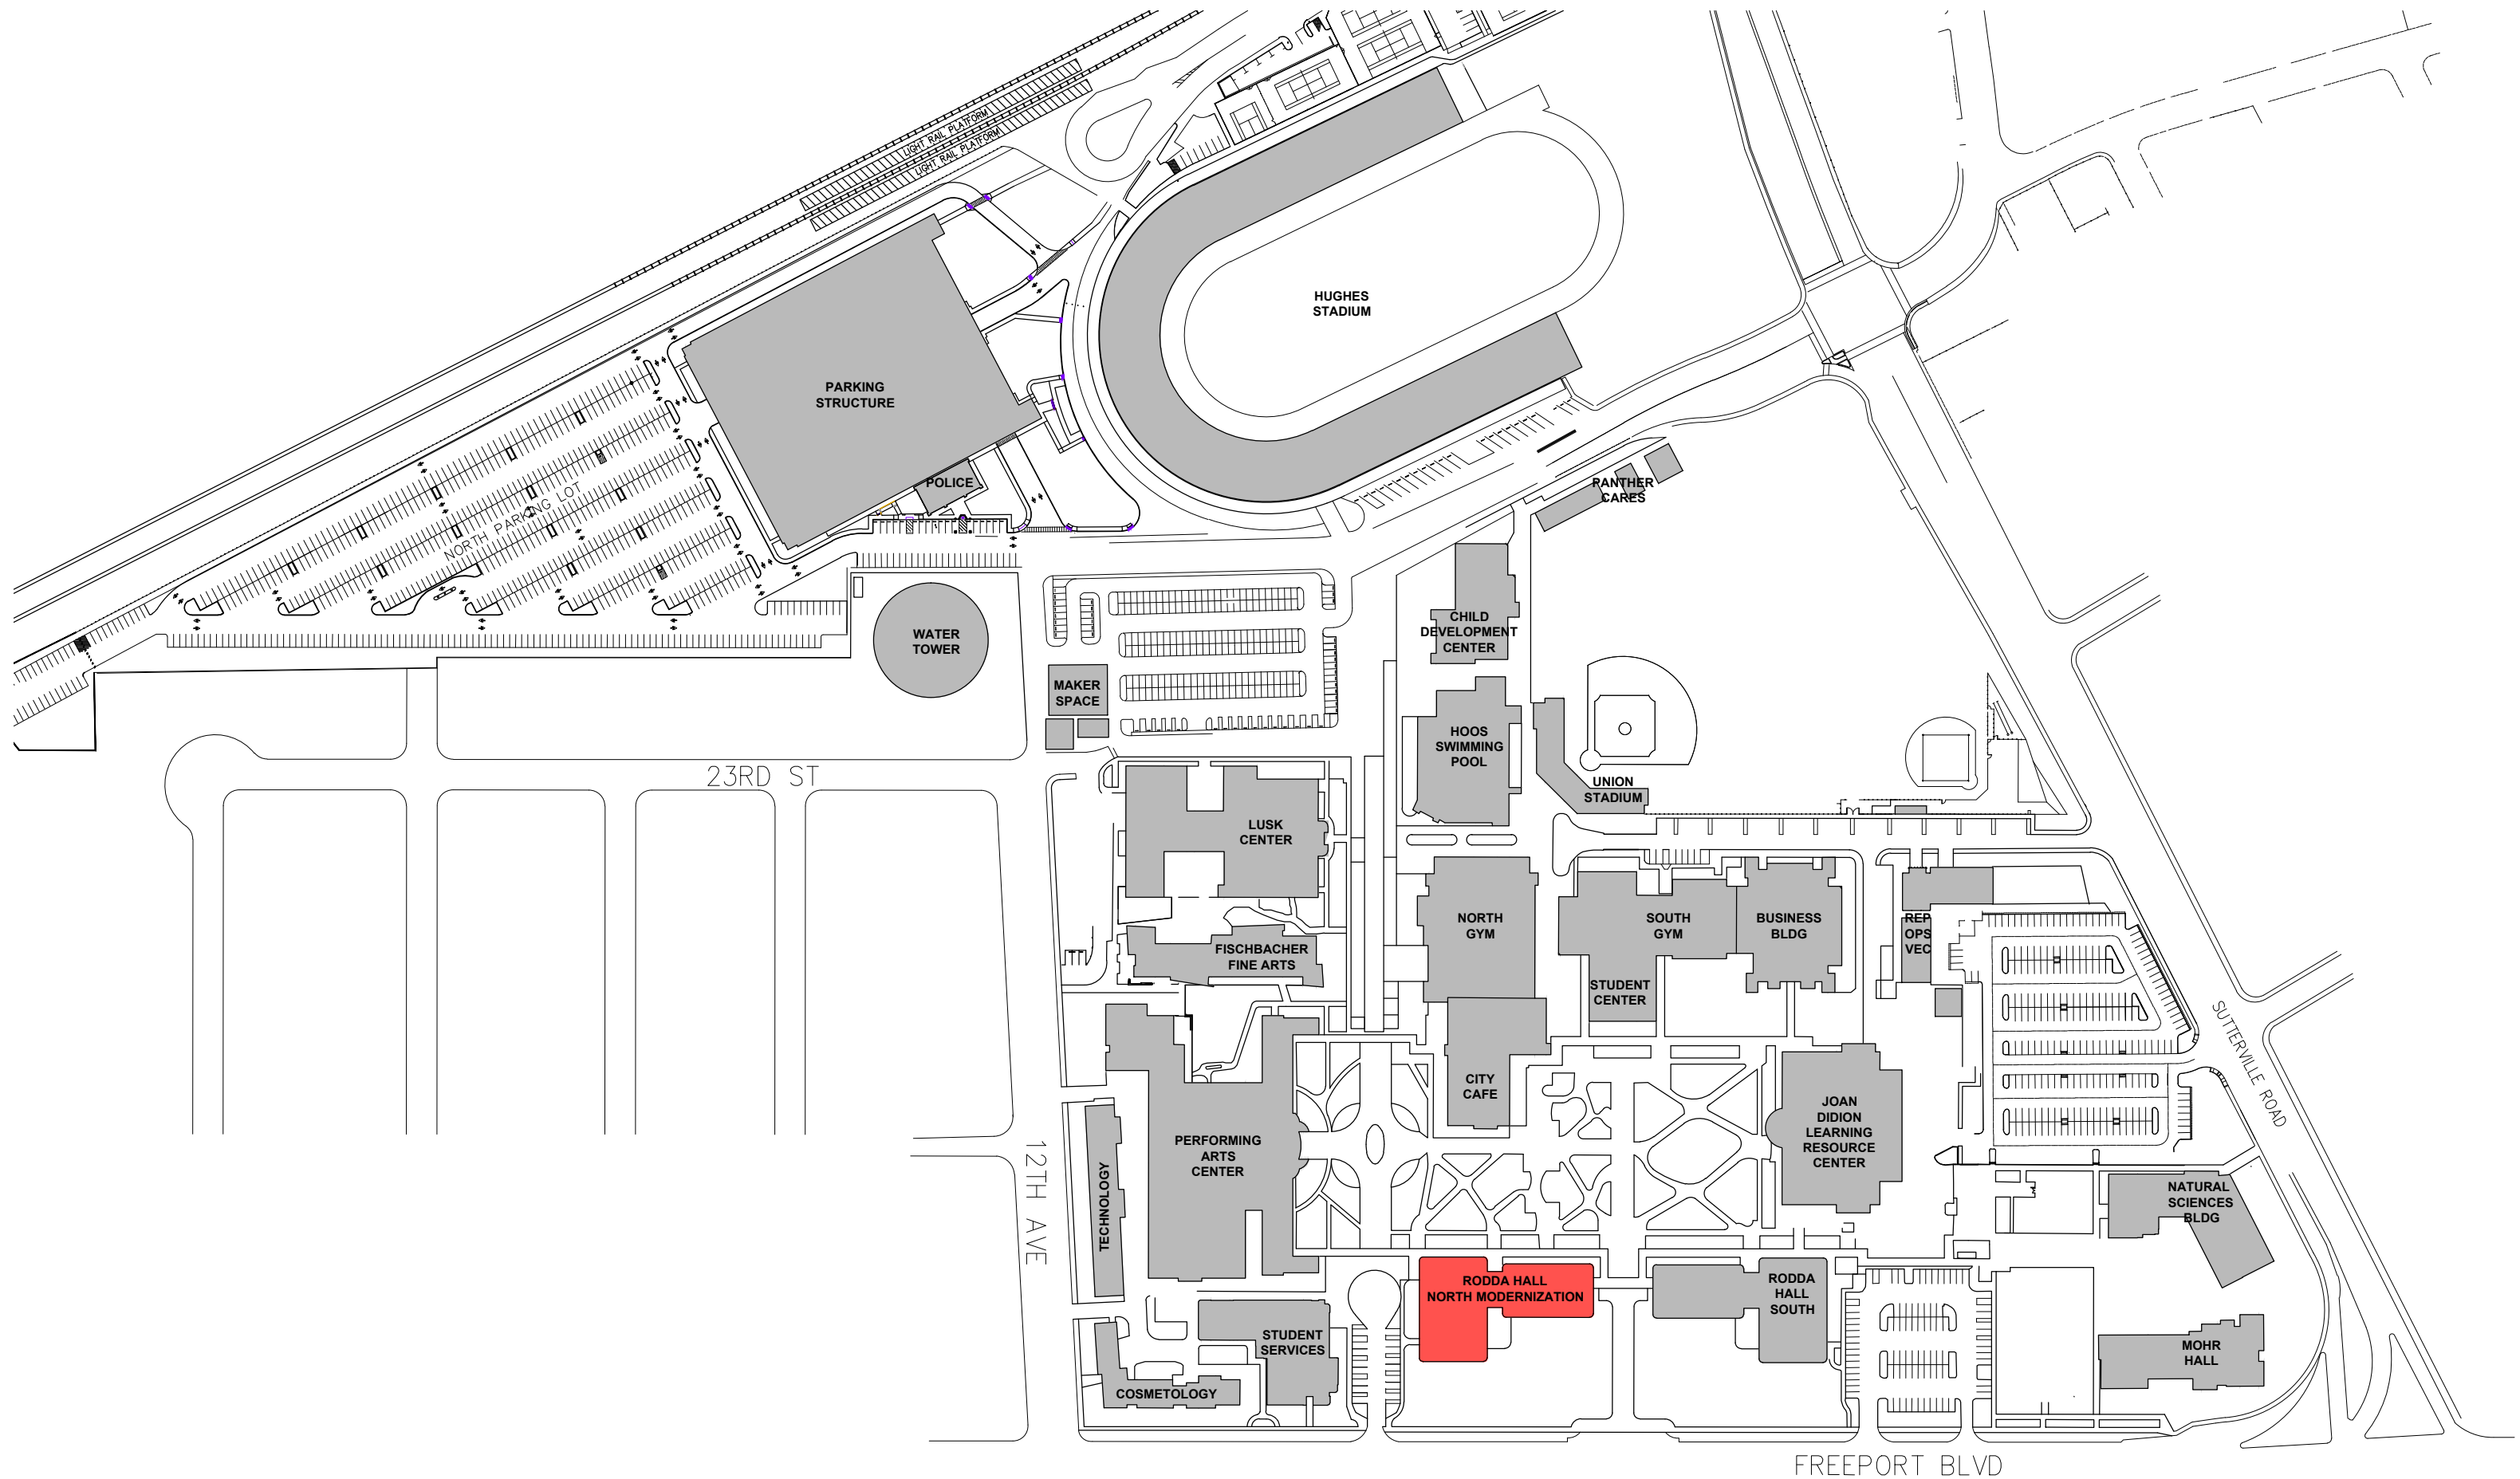 LIGHT RAIL PLATFORM
LIGHT RAIL PLATFORM
HUGHES
STADIUM
PARKING
STRUCTURE
POLICE
PANTHER
CARES
NORTH PARKING LOT
WATER
TOWER
CHILD
DEVELOPMENT
CENTER
MAKER
SPACE
HOOS
SWIMMING
POOL
23RD ST
UNION
STADIUM
LUSK
CENTER
NORTH
GYM
SOUTH
GYM
BUSINESS
BLDG
REP
OPS
VEC
FISCHBACHER
FINE ARTS
STUDENT
CENTER
SUTTERVILLE ROAD
CITY
CAFE
JOAN
DIDION
LEARNING
RESOURCE
CENTER
PERFORMING
ARTS
CENTER
12TH AVE
TECHNOLOGY
NATURAL
SCIENCES
BLDG
RODDA HALL
NORTH MODERNIZATION
RODDA
HALL
SOUTH
STUDENT
SERVICES
MOHR
HALL
COSMETOLOGY
FREEPORT BLVD